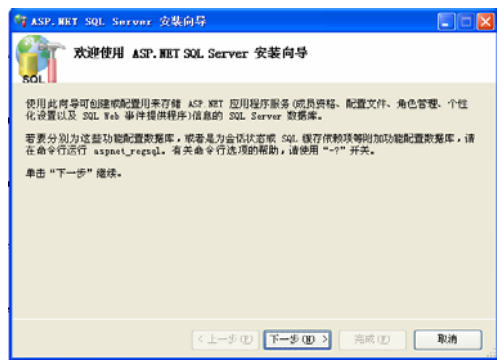 ASP.NET SQL Server 安装向导
欢迎使用 ASP.NET SQL Server 安装向导
SQL
使用此向导可创建或配置用来存储 ASP.NET 应用程序服务(成员资格、配置文件、角色管理、个性
化设置以及 SQL Web 事件提供程序)信息的 SQL Server 数据库。
若要分别为这些功能配置数据库，或者是为会话状态或 SQL 缓存依赖项等附加功能配置数据库，请
在命令行运行 aspnet_regsql。有关命令行选项的帮助，请使用 “-?” 开关。
单击 “下一步” 继续。
< 上一步(P) 下一步(N) > 完成(F) 取消